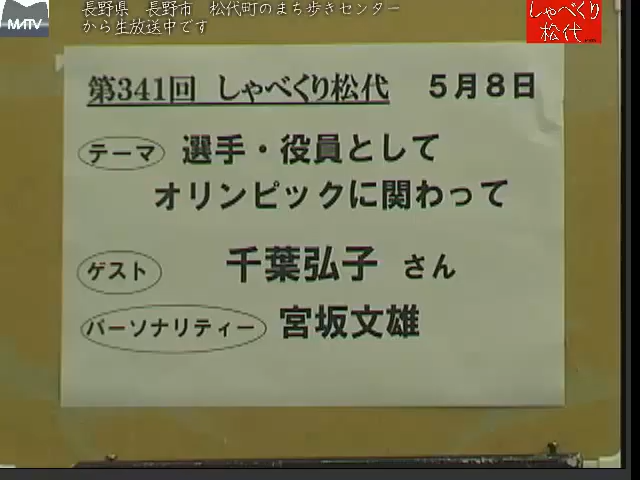 MATV
長野県　長野市　松代町のまち歩きセンター
から生放送中です
しゃべくり
松代
第341回 しゃべくり松代　5月8日
テーマ 選手・役員として
オリンピックに関わって
ゲスト 千葉弘子 さん
パーソナリティー 宮坂文雄